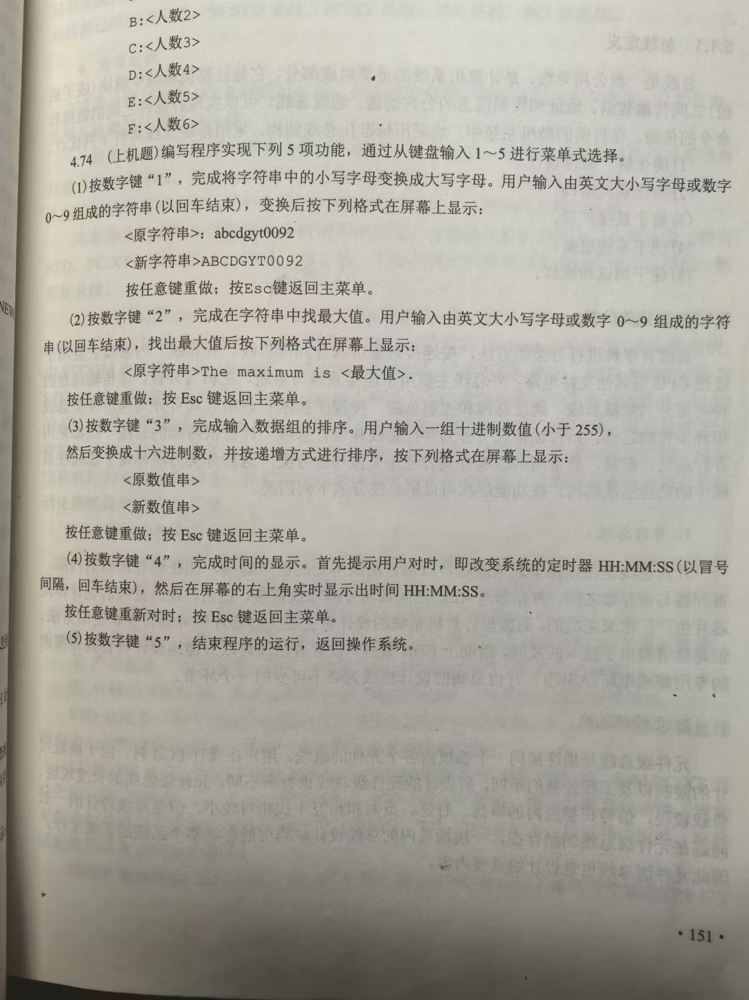 B:<人数2>
C:<人数3>
D:<人数4>
E:<人数5>
F:<人数6>
4.74 (上机题)编写程序实现下列 5 项功能，通过从键盘输入 1～5 进行菜单式选择。
(1)按数字键“1”，完成将字符串中的小写字母变换成大写字母。用户输入由英文大小写字母或数字
0～9 组成的字符串(以回车结束)，变换后按下列格式在屏幕上显示：
<原字符串>：abcdgyt0092
<新字符串>ABCDGYT0092
按任意键重做；按Esc键返回主菜单。
(2)按数字键“2”，完成在字符串中找最大值。用户输入由英文大小写字母或数字 0～9 组成的字符
串(以回车结束)，找出最大值后按下列格式在屏幕上显示：
<原字符串>The maximum is <最大值>.
按任意键重做；按 Esc 键返回主菜单。
(3)按数字键“3”，完成输入数据组的排序。用户输入一组十进制数值(小于 255)，
然后变换成十六进制数，并按递增方式进行排序，按下列格式在屏幕上显示：
<原数值串>
<新数值串>
按任意键重做；按 Esc 键返回主菜单。
(4)按数字键“4”，完成时间的显示。首先提示用户对时，即改变系统的定时器 HH:MM:SS(以冒号
间隔，回车结束)，然后在屏幕的右上角实时显示出时间 HH:MM:SS。
按任意键重新对时；按 Esc 键返回主菜单。
(5)按数字键“5”，结束程序的运行，返回操作系统。
·151·